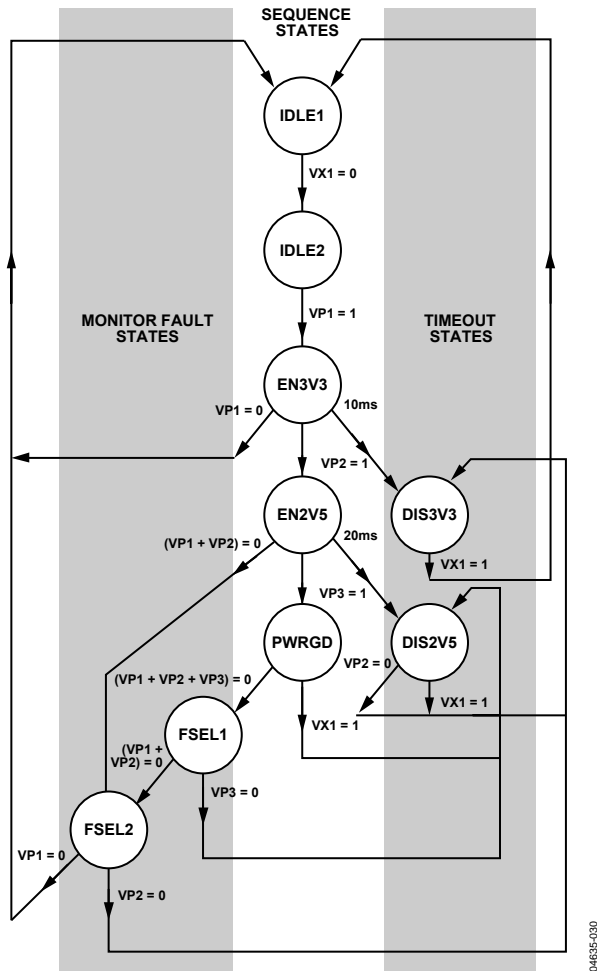 SEQUENCE
STATES
IDLE1
VX1 = 0
IDLE2
MONITOR FAULT
STATES
VP1 = 1
TIMEOUT
STATES
EN3V3
VP1 = 0
10ms
VP2 = 1
EN2V5
DIS3V3
(VP1 + VP2) = 0
20ms
VX1 = 1
VP3 = 1
PWRGD
DIS2V5
VP2 = 0
(VP1 + VP2 + VP3) = 0
VX1 = 1
VX1 = 1
FSEL1
(VP1 +
VP2) = 0
VP3 = 0
FSEL2
VP1 = 0
VP2 = 0
04635-030